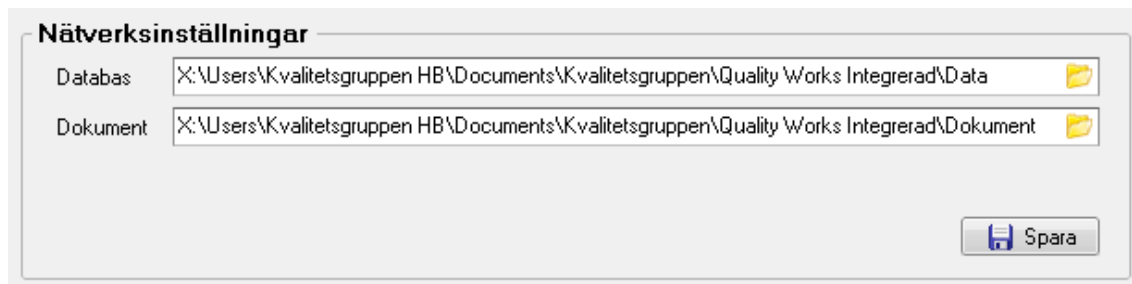 Nätverksinställningar
Databas X:\Users\Kvalitetsgruppen HB\Documents\Kvalitetsgruppen\Quality Works Integrerad\Data
Dokument X:\Users\Kvalitetsgruppen HB\Documents\Kvalitetsgruppen\Quality Works Integrerad\Dokument
Spara